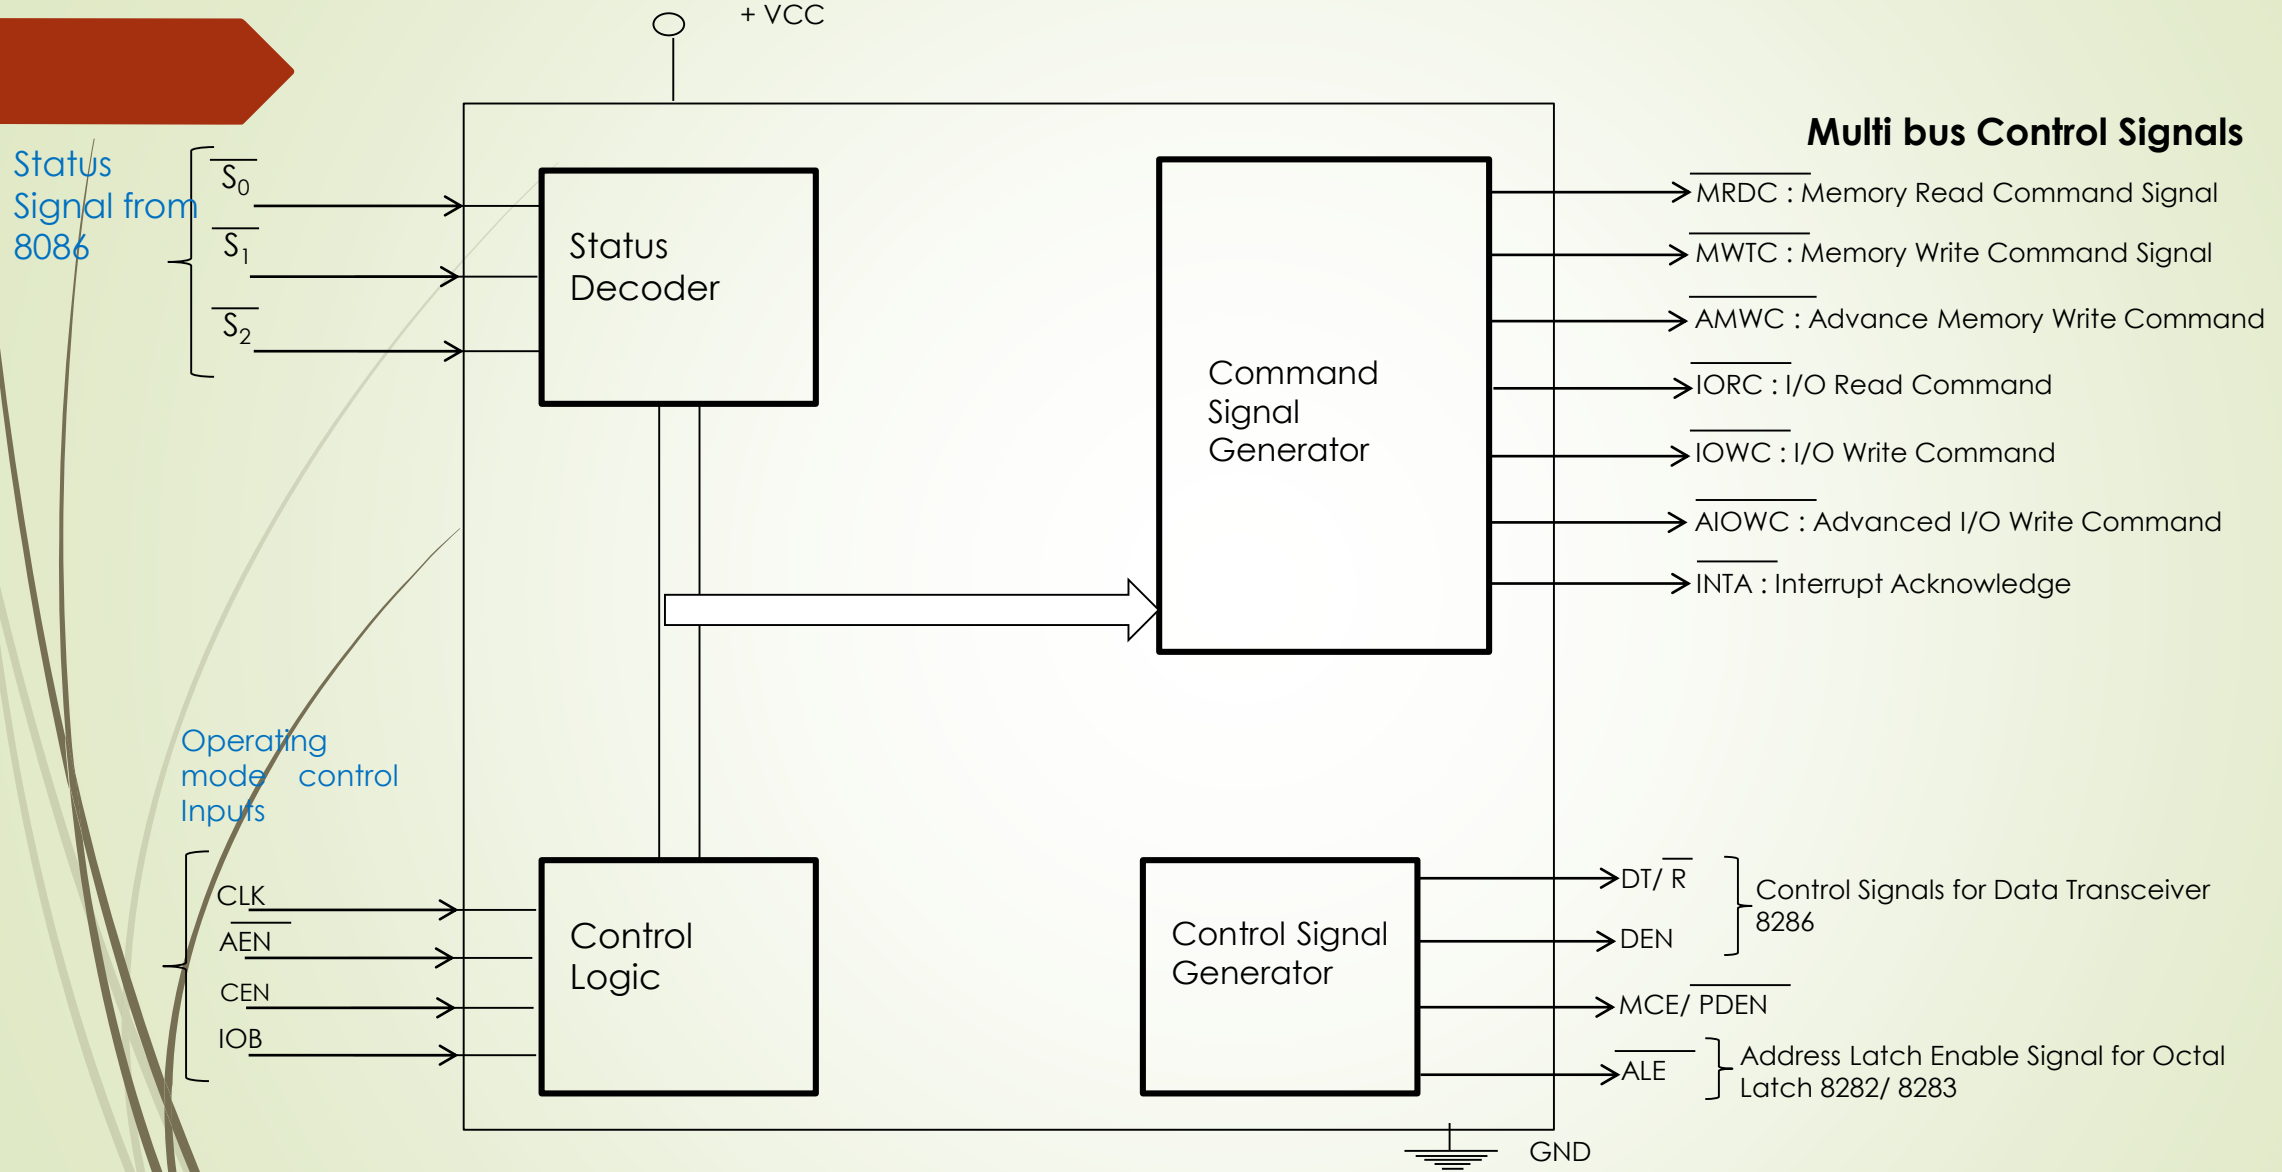 + VCC
Multi bus Control Signals
Status
Signal from
8086
S0
S1
S2
Status
Decoder
Command
Signal
Generator
MRDC : Memory Read Command Signal
MWTC : Memory Write Command Signal
AMWC : Advance Memory Write Command
IORC : I/O Read Command
IOWC : I/O Write Command
AIOWC : Advanced I/O Write Command
INTA : Interrupt Acknowledge
Operating
mode control
Inputs
CLK
AEN
CEN
IOB
Control
Logic
Control Signal
Generator
DT/ R
DEN
Control Signals for Data Transceiver
8286
MCE/ PDEN
ALE
Address Latch Enable Signal for Octal
Latch 8282/ 8283
GND